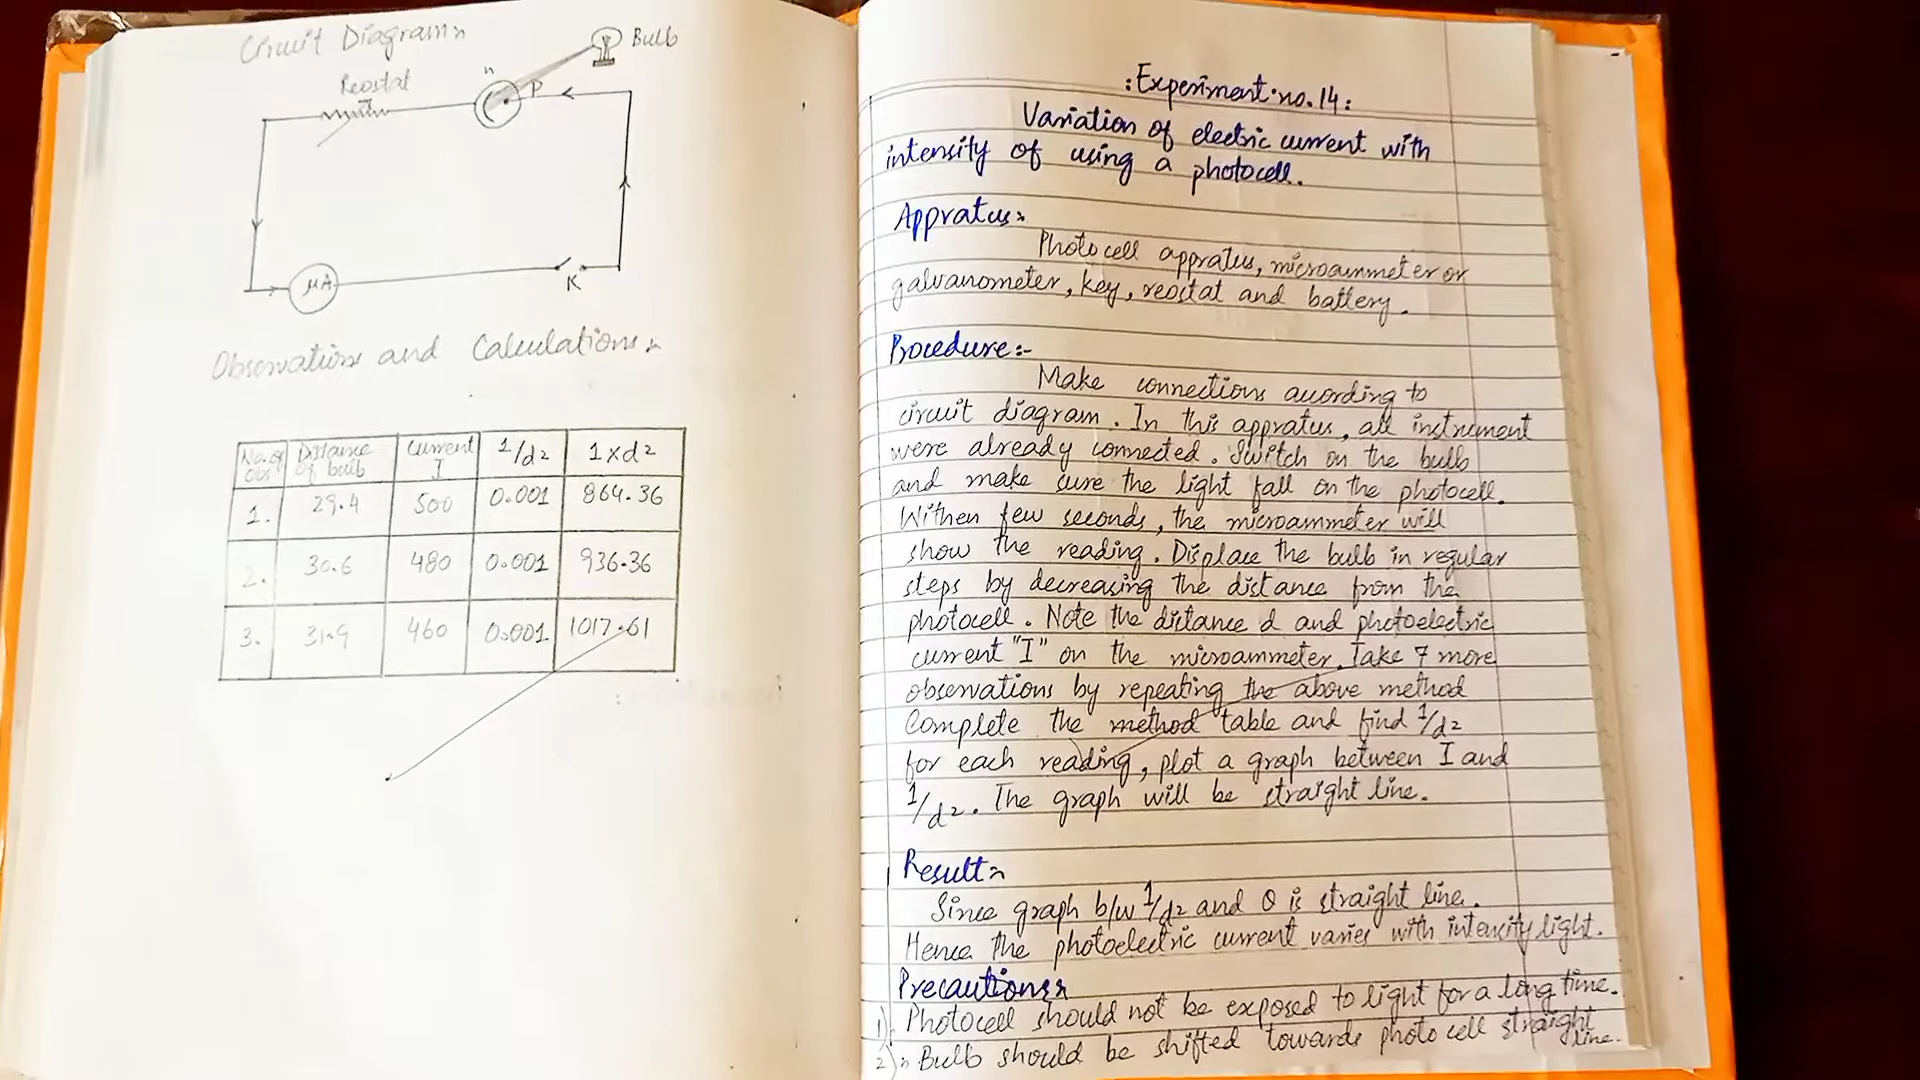 Circuit Diagram:
Reostat
Bulb
P
μA
K
Observations and Calculations:
No. of obs. Distance of bulb Current I 1/d2 1xd2
1. 29.4 500 0.001 864.36
2. 30.6 480 0.001 936.36
3. 31.9 460 0.001 1017.61
:Experiment.no.14:
Variation of electric current with
intensity of using a photocell.
Appratus:
Photocell appratus, microammeter or
galvanometer, key, reostat and battery.
Procedure:-
Make connections according to
circuit diagram. In this appratus, all instrument
were already connected. Switch on the bulb
and make sure the light fall on the photocell.
Withen few seconds, the microammeter will
show the reading. Displace the bulb in regular
steps by decreasing the distance from the
photocell. Note the distance d and photoelectric
current "I" on the microammeter. Take 7 more
observations by repeating the above method
Complete the method table and find 1/d2
for each reading, plot a graph between I and
1/d2. The graph will be straight line.
Result:
Since graph b/w 1/d2 and θ is straight line.
Hence the photoelectric current varies with intensity light.
Precautions:
1) Photocell should not be exposed to light for a long time.
2) Bulb should be shifted towards photocell straight
line.